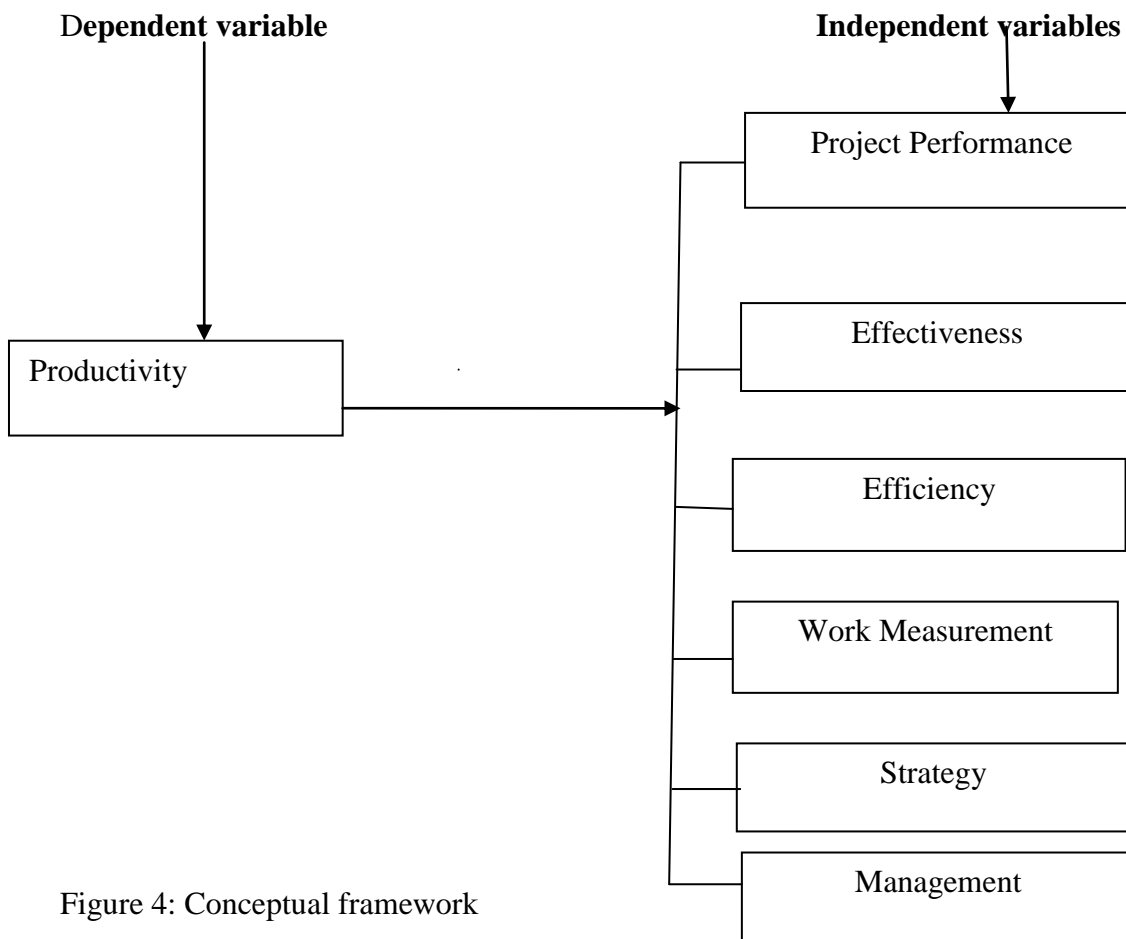 Dependent variable
Independent variables
Project Performance
Effectiveness
Productivity
Efficiency
Work Measurement
Strategy
Management
Figure 4: Conceptual framework